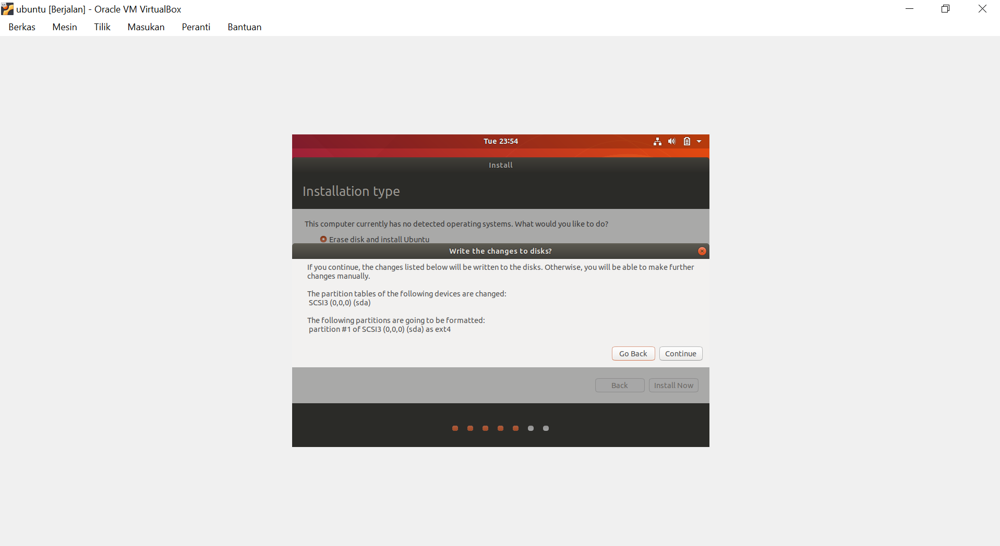 ubuntu [Berjalan] - Oracle VM VirtualBox
Berkas Mesin Tilik Masukan Peranti Bantuan
Tue 23:54
Install
Installation type
This computer currently has no detected operating systems. What would you like to do?
Erase disk and install Ubuntu
Write the changes to disks?
If you continue, the changes listed below will be written to the disks. Otherwise, you will be able to make further
changes manually.
The partition tables of the following devices are changed:
SCSI3 (0,0,0) (sda)
The following partitions are going to be formatted:
partition #1 of SCSI3 (0,0,0) (sda) as ext4
Go Back Continue
Back Install Now